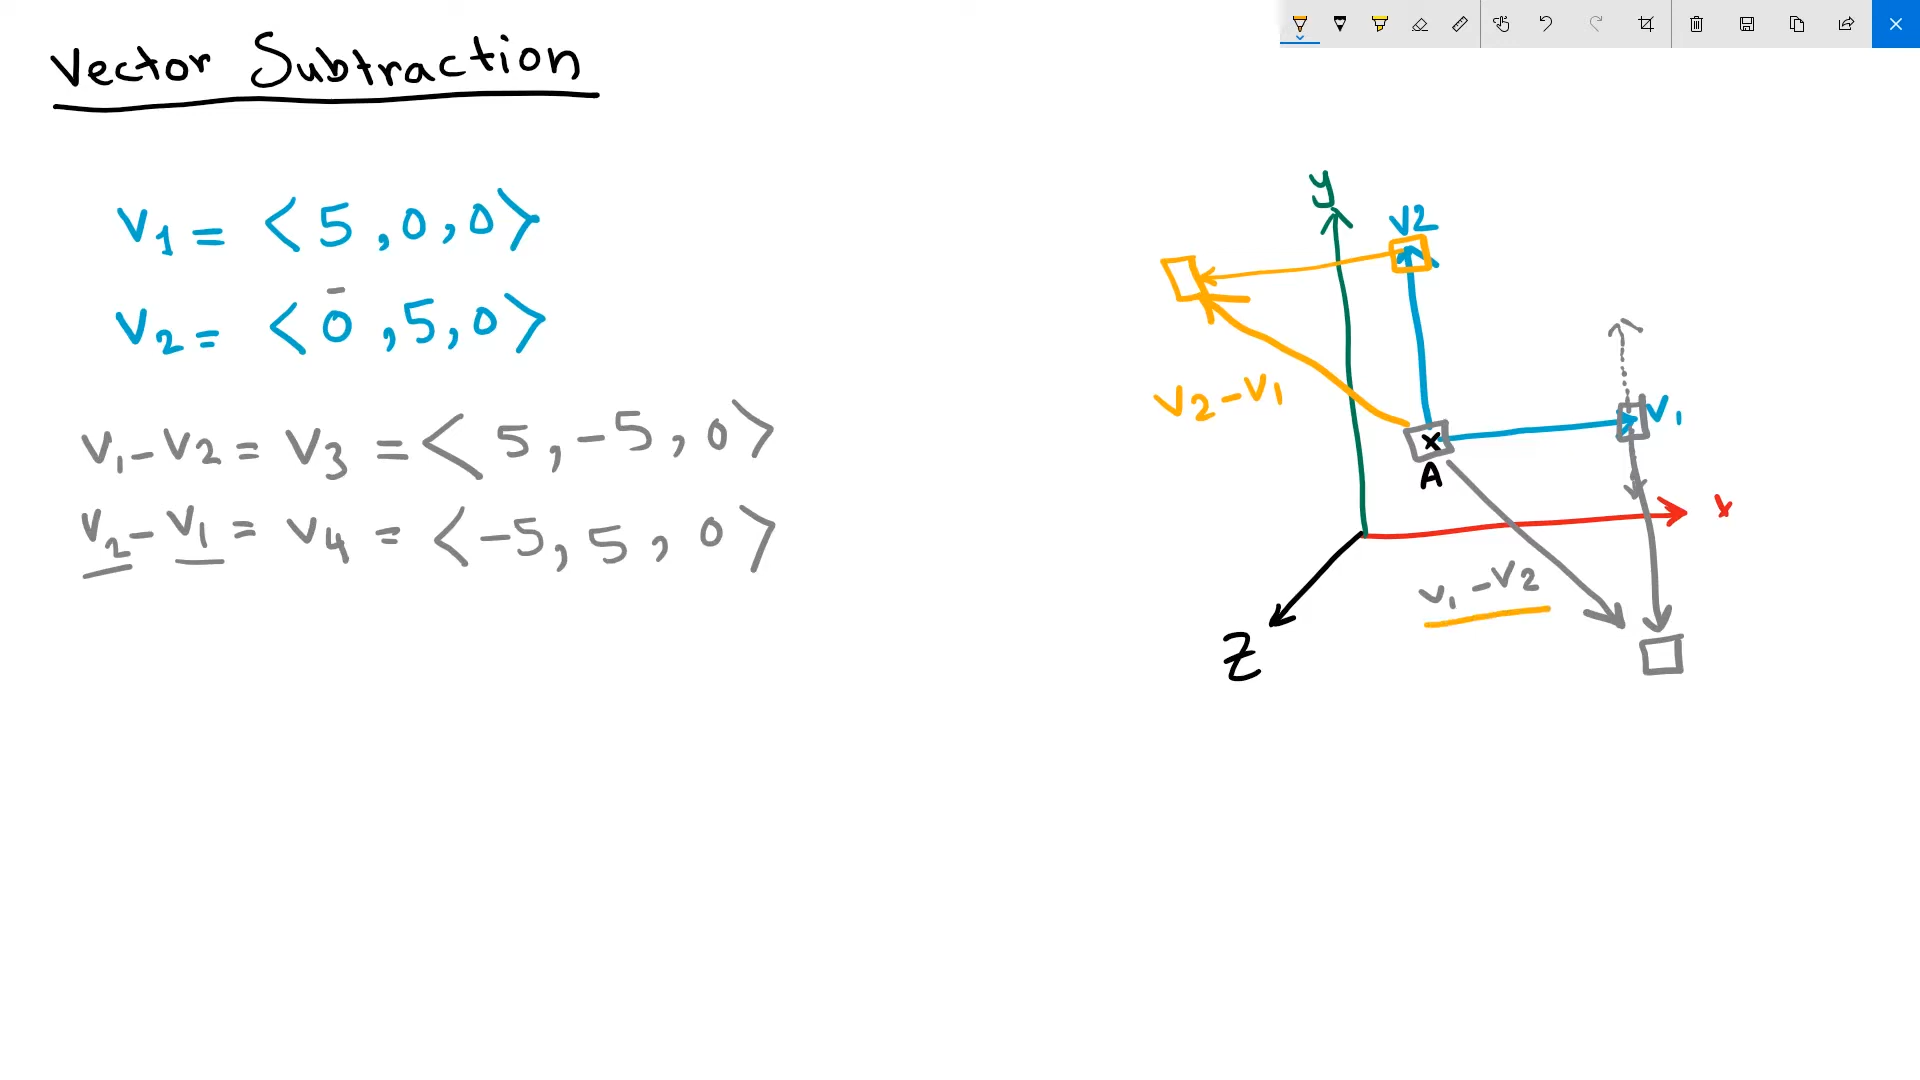 Vector Subtraction
V1 = <5,0,0>
V2 = <0,5,0>
V1-V2 = V3 = <5,-5,0>
V2-V1 = V4 = <-5,5,0>
y
V2
V2-V1
V1
x
A
x
V1-V2
Z